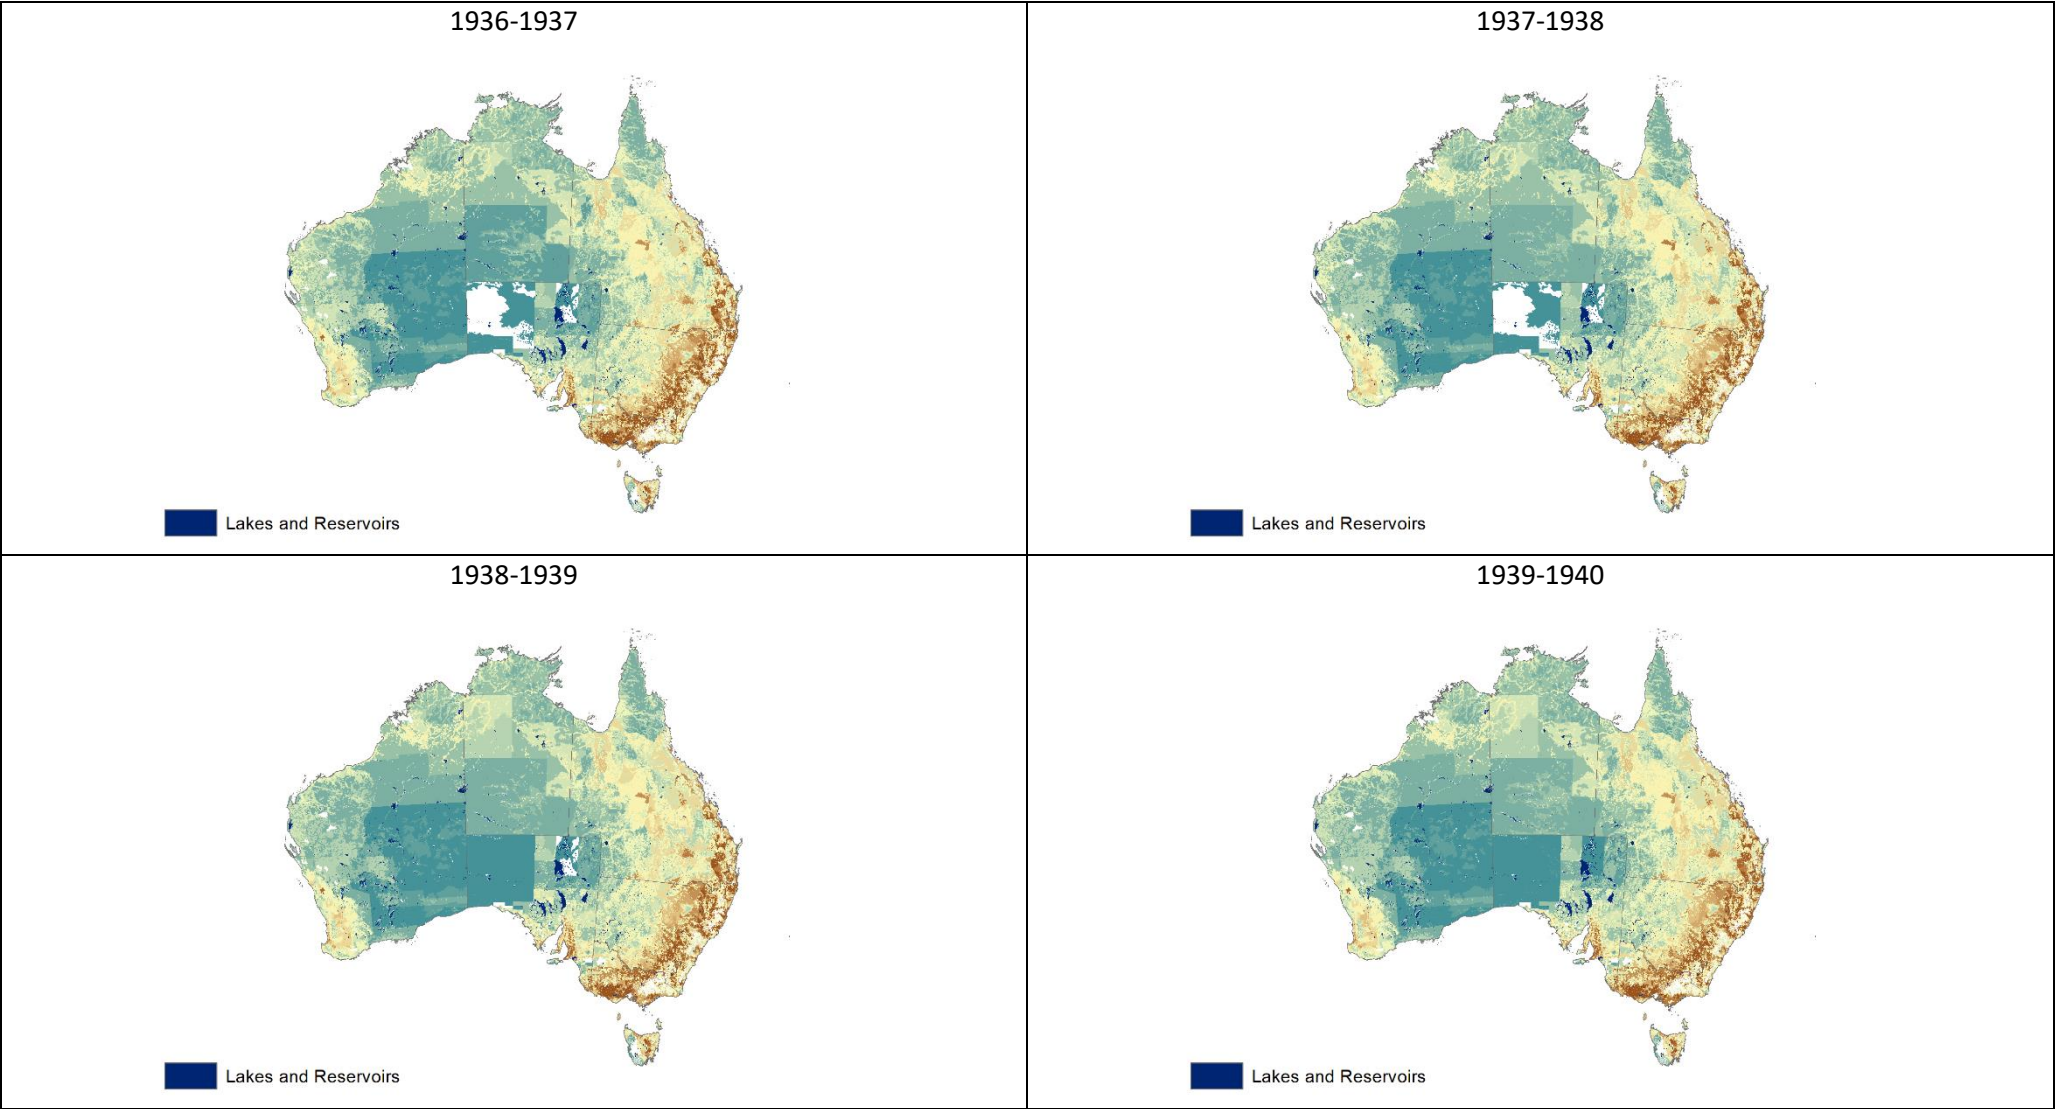 1936-1937
1937-1938
Lakes and Reservoirs
Lakes and Reservoirs
1938-1939
1939-1940
Lakes and Reservoirs
Lakes and Reservoirs